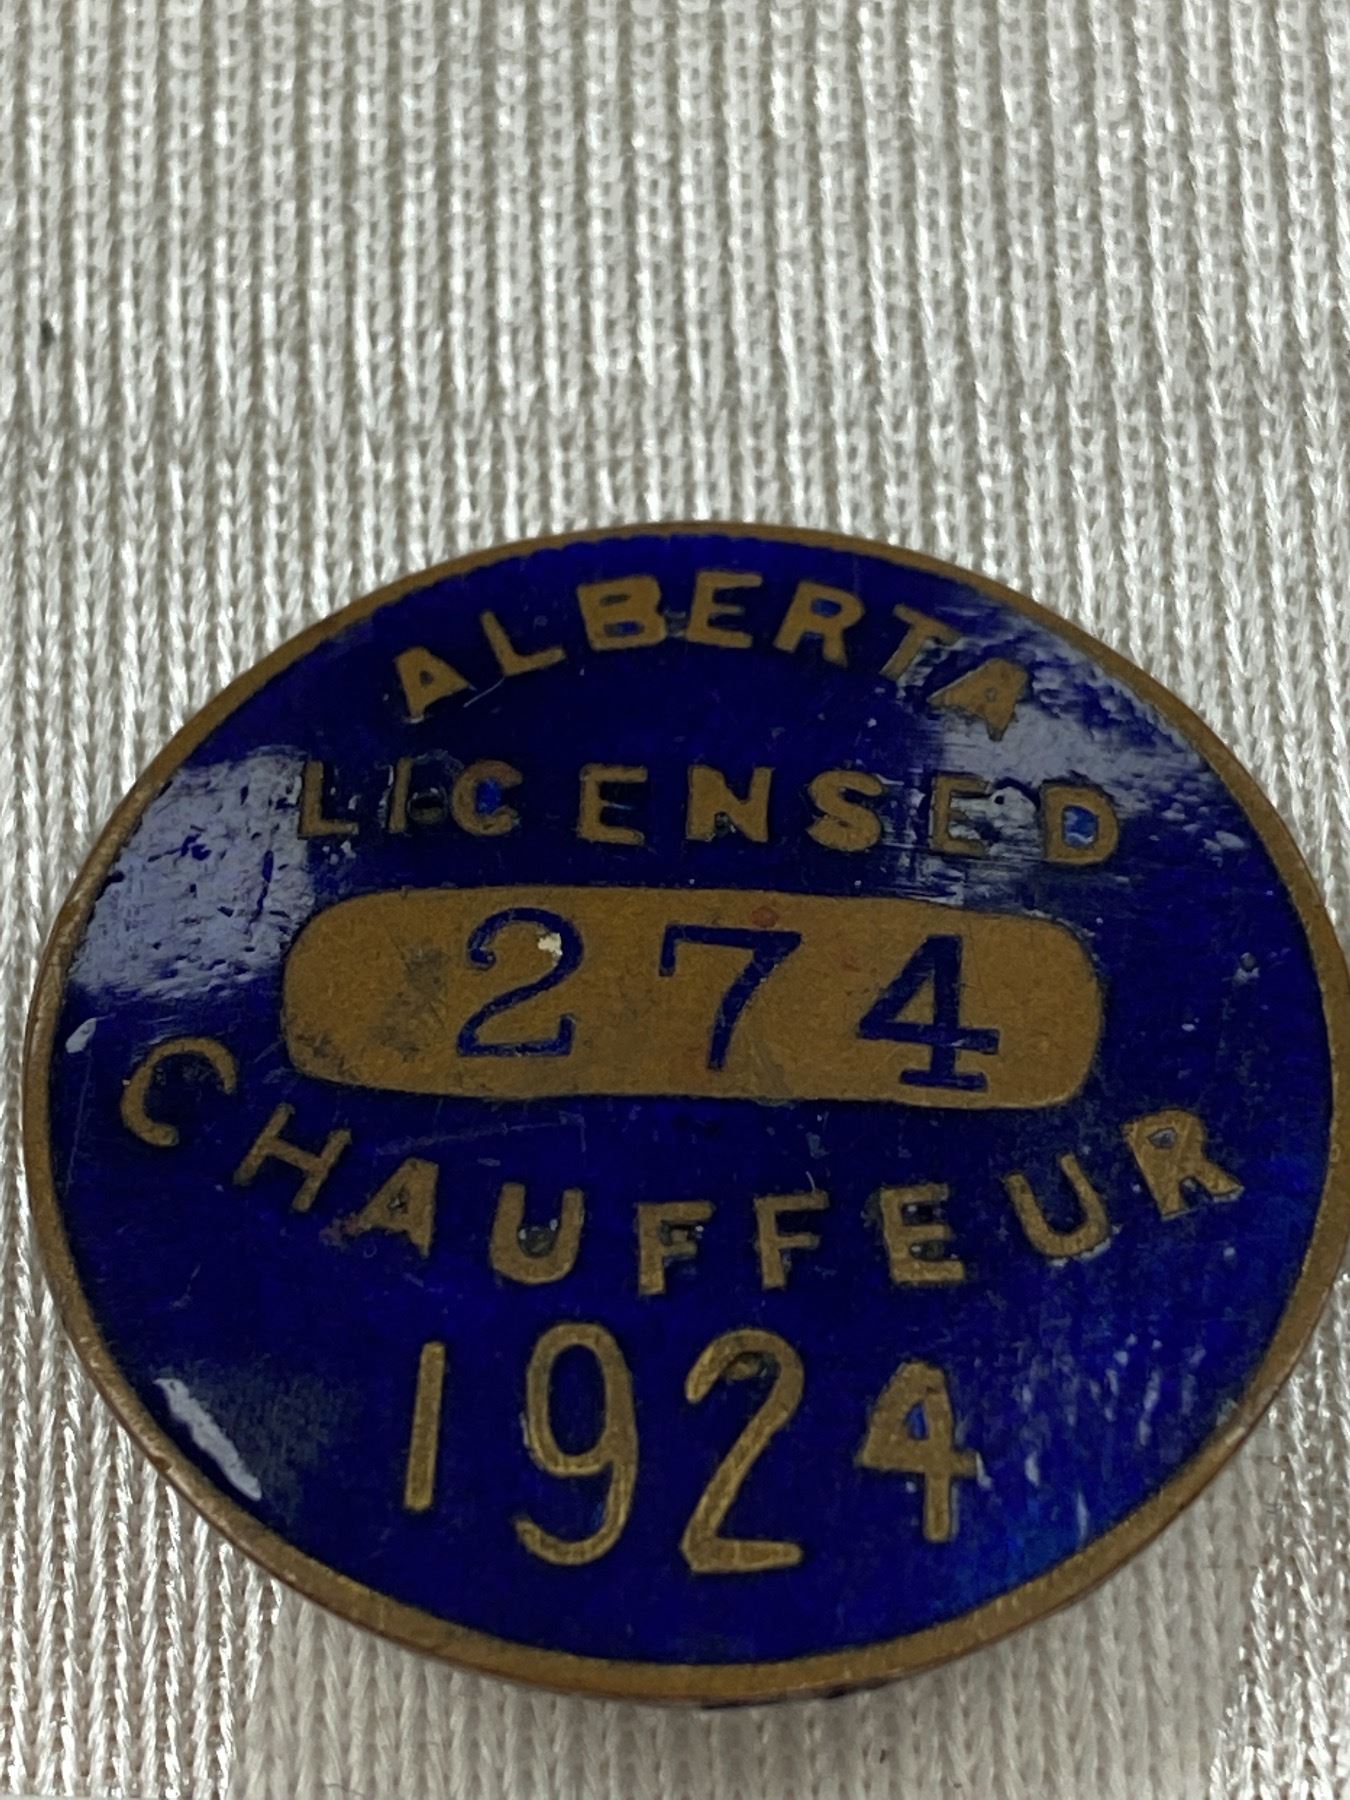 ALBERTA
LICENSED
274
CHAUFFEUR
1924